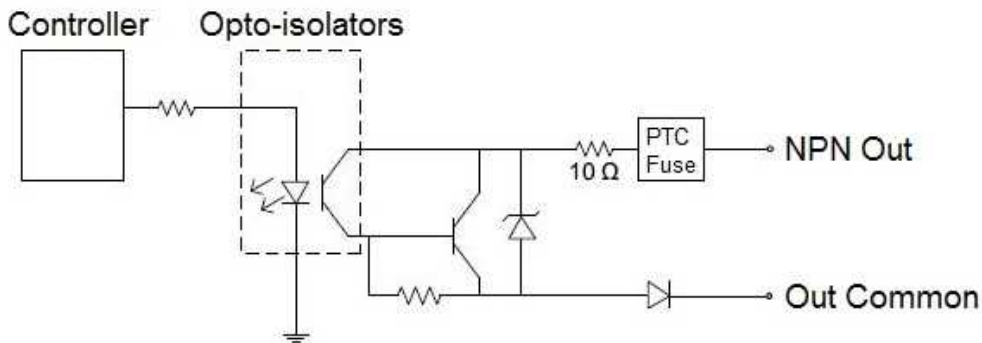 Controller
Opto-isolators
PTC
Fuse
10 Ω
NPN Out
Out Common